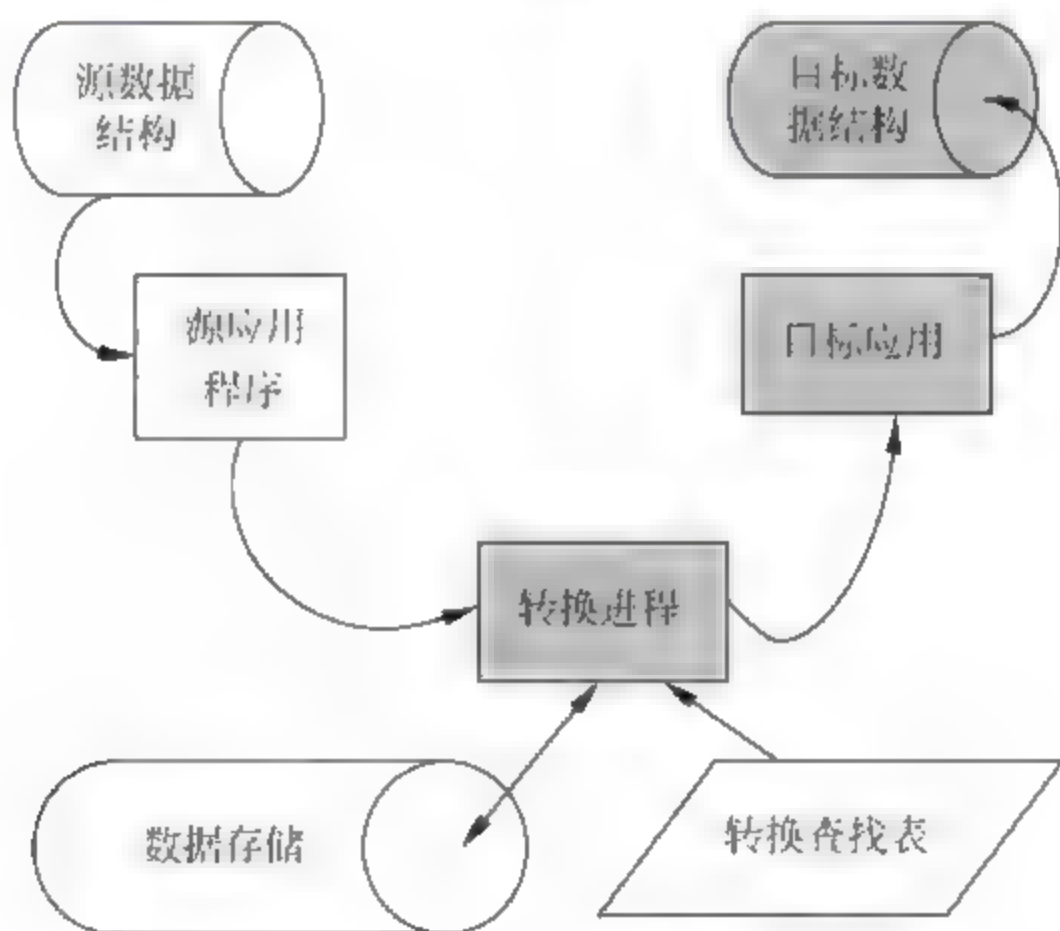 源数据
结构
目标数
据结构
源应用
程序
目标应用
转换进程
数据存储
转换查找表